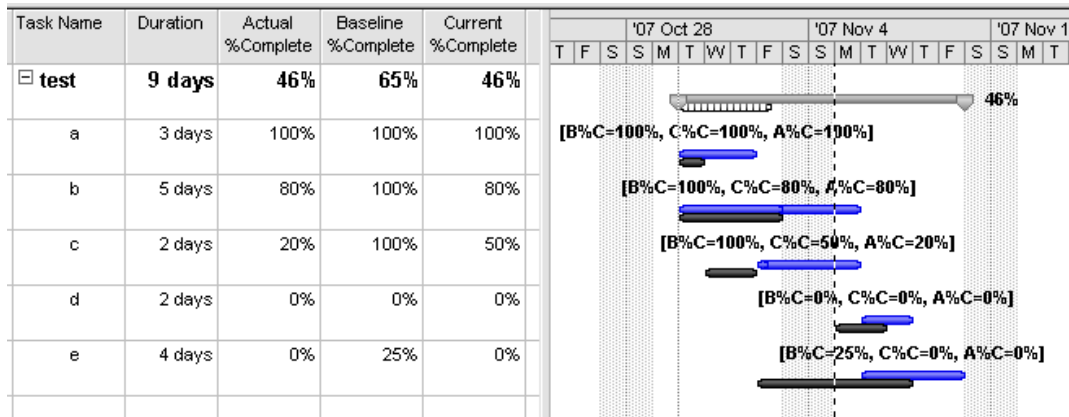 Task Name Duration Actual %Complete Baseline %Complete Current %Complete
'07 Oct 28 '07 Nov 4 '07 Nov 1
T F S S M T W T F S S M T W T F S S M T
test 9 days 46% 65% 46% 46%
a 3 days 100% 100% 100% [B%C=100%, C%C=100%, A%C=100%]
b 5 days 80% 100% 80% [B%C=100%, C%C=80%, A%C=80%]
c 2 days 20% 100% 50% [B%C=100%, C%C=50%, A%C=20%]
d 2 days 0% 0% 0% [B%C=0%, C%C=0%, A%C=0%]
e 4 days 0% 25% 0% [B%C=25%, C%C=0%, A%C=0%]